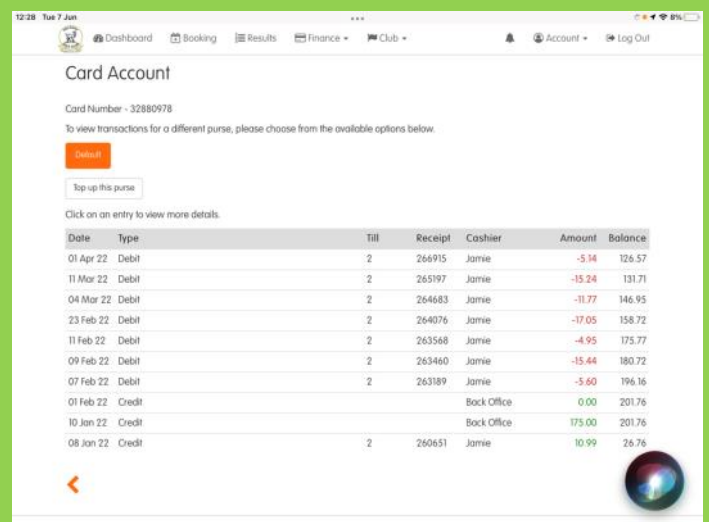 12:28 Tue 7 Jun 8%
Dashboard Booking Results Finance Club Account Log Out
Card Account
Card Number - 32880978
To view transactions for a different purse, please choose from the available options below.
Default
Top up this purse
Click on an entry to view more details.
Date Type Till Receipt Cashier Amount Balance
01 Apr 22 Debit 2 266915 Jamie -5.14 126.57
11 Mar 22 Debit 2 265197 Jamie -15.24 131.71
04 Mar 22 Debit 2 264683 Jamie -11.77 146.95
23 Feb 22 Debit 2 264076 Jamie -17.05 158.72
11 Feb 22 Debit 2 263568 Jamie -4.95 175.77
09 Feb 22 Debit 2 263460 Jamie -15.44 180.72
07 Feb 22 Debit 2 263189 Jamie -5.60 196.16
01 Feb 22 Credit Back Office 0.00 201.76
10 Jan 22 Credit Back Office 175.00 201.76
08 Jan 22 Credit 2 260651 Jamie 10.99 26.76